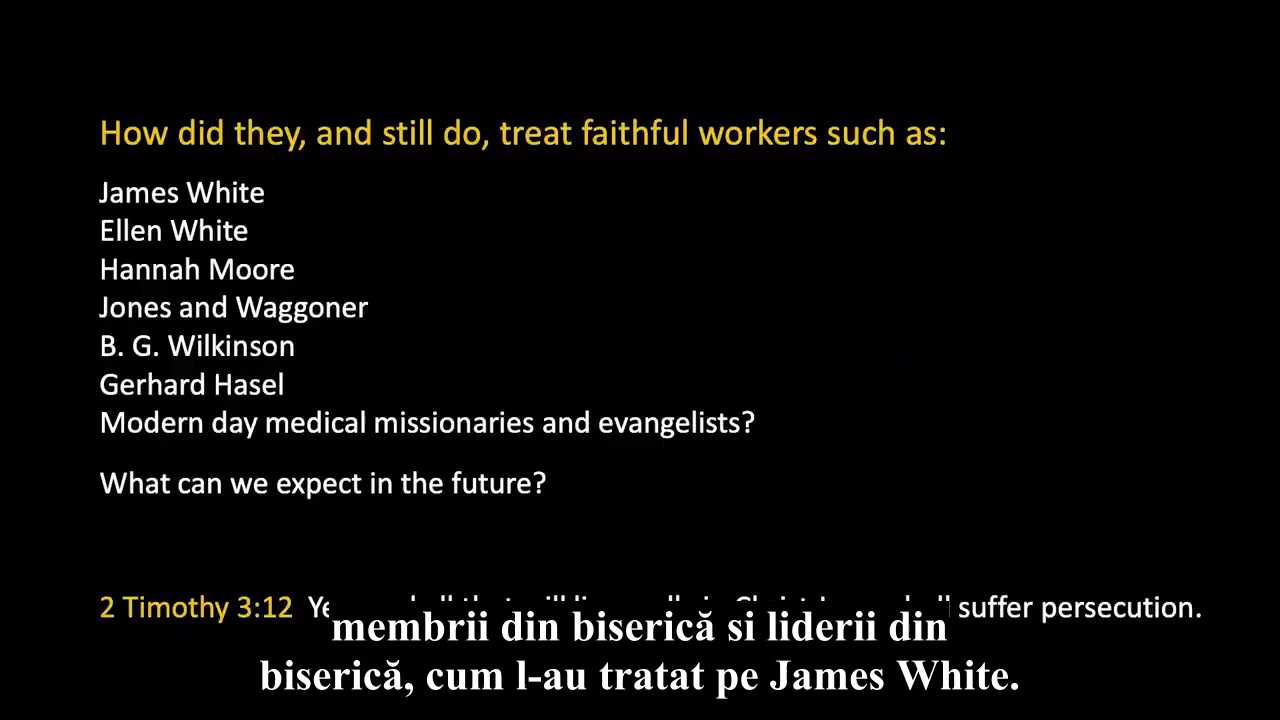 How did they, and still do, treat faithful workers such as:
James White
Ellen White
Hannah Moore
Jones and Waggoner
B. G. Wilkinson
Gerhard Hasel
Modern day medical missionaries and evangelists?
What can we expect in the future?
2 Timothy 3:12 suffer persecution.
membrii din biserică si liderii din
biserică, cum l-au tratat pe James White.